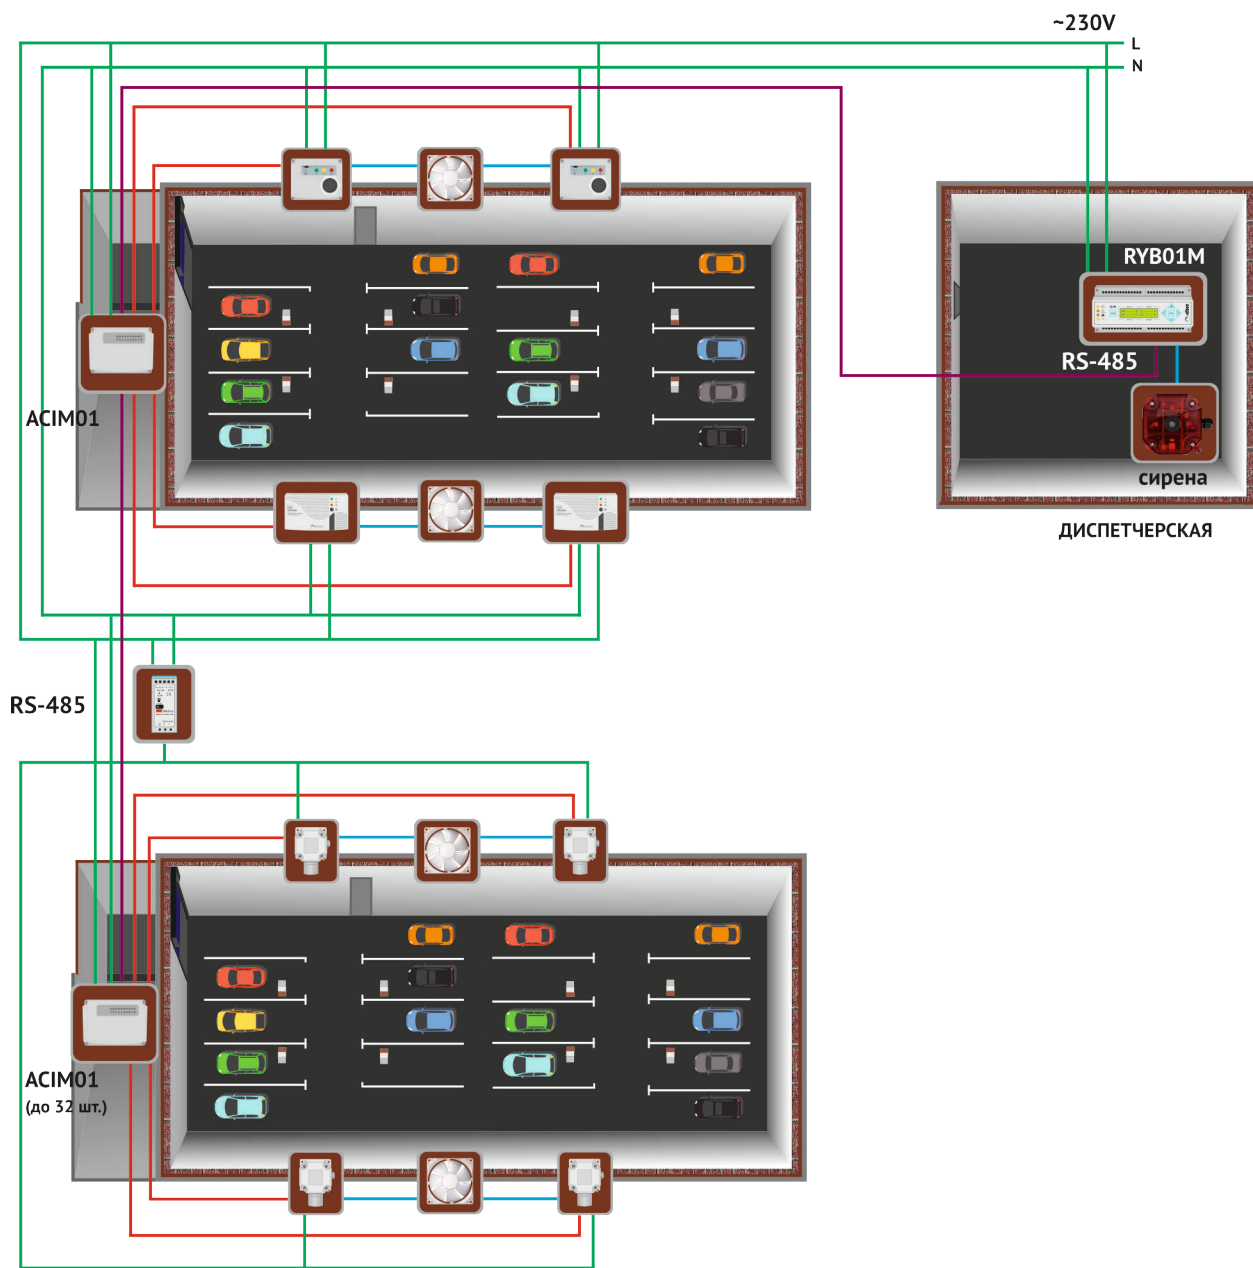 ~230V
L
N
RYB01M
RS-485
ACIM01
сирена
ДИСПЕТЧЕРСКАЯ
RS-485
ACIM01
(до 32 шт.)